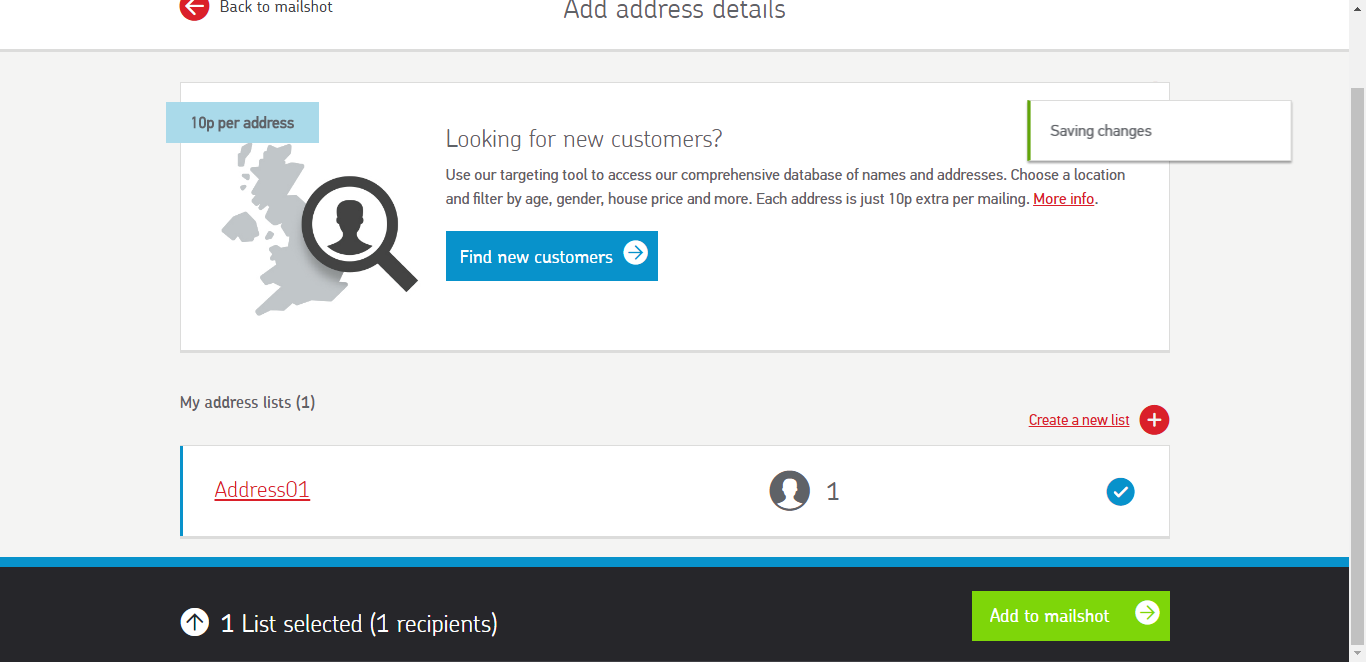 Back to mailshot
Add address details
10p per address
Saving changes
Looking for new customers?
Use our targeting tool to access our comprehensive database of names and addresses. Choose a location
and filter by age, gender, house price and more. Each address is just 10p extra per mailing. More info.
Find new customers
My address lists (1)
Create a new list
Address01
1
1 List selected (1 recipients)
Add to mailshot